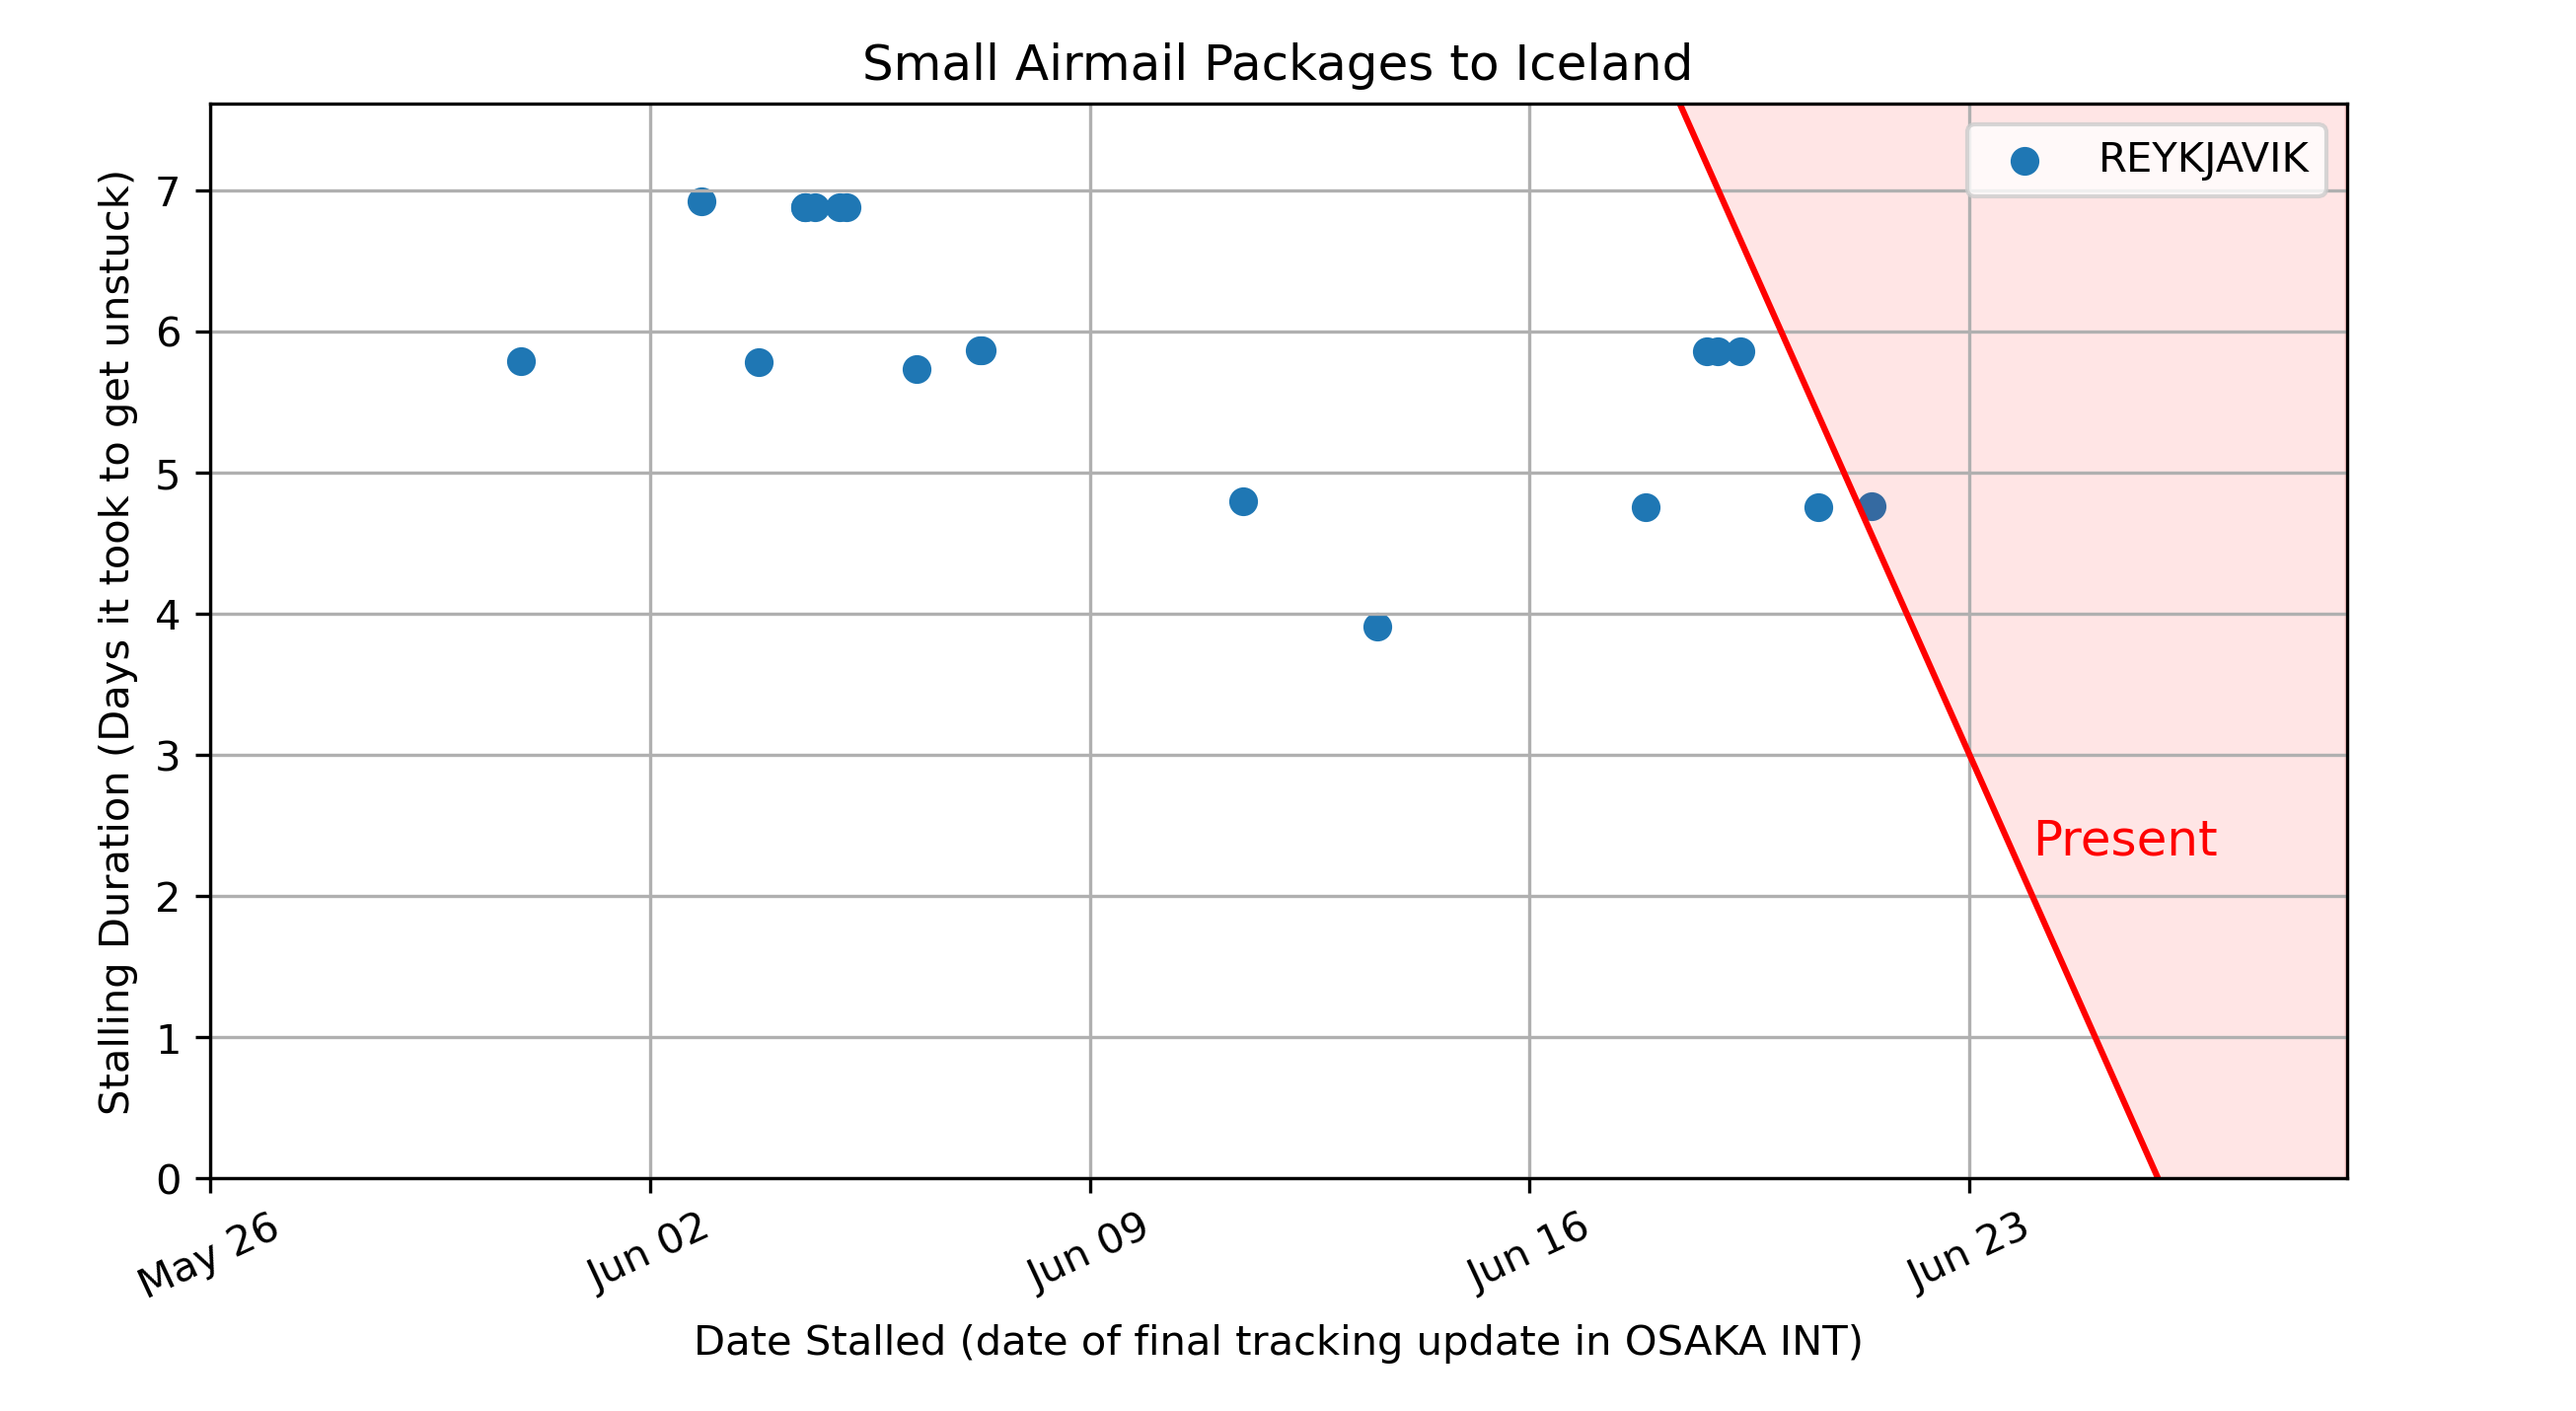 Small Airmail Packages to Iceland
REYKJAVIK
Stalling Duration (Days it took to get unstuck)
7
6
5
4
3
2
1
0
Present
May 26
Jun 02
Jun 09
Jun 16
Jun 23
Date Stalled (date of final tracking update in OSAKA INT)